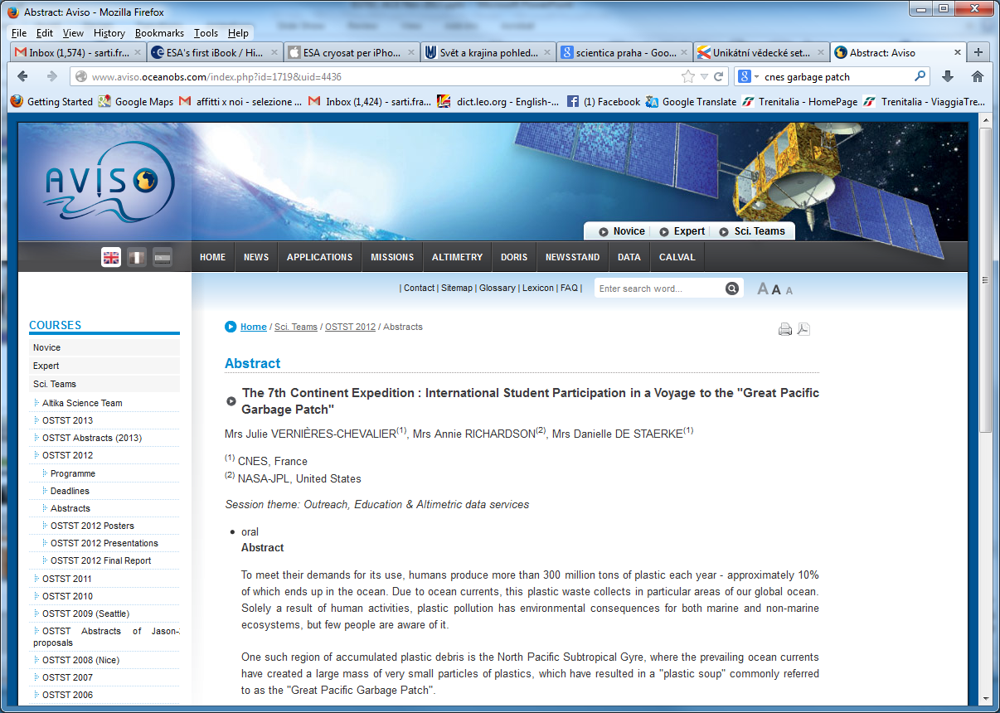 Abstract: Aviso - Mozilla Firefox
File Edit View History Bookmarks Tools Help
Inbox (1,574) - sarti.fr... ESA's first iBook / Hi... ESA cryosat per iPho... Svět a krajina pohled... scientica praha - Goo... Unikátní vědecké set... Abstract: Aviso
www.aviso.oceanobs.com/index.php?id=1719&uid=4436 cnes garbage patch
Getting Started Google Maps affitti x noi - selezione ... Inbox (1,424) - sarti.fra... dict.leo.org - English-... (1) Facebook Google Translate Trenitalia - HomePage Trenitalia - ViaggiaTre...
AVISO
Novice Expert Sci. Teams
HOME NEWS APPLICATIONS MISSIONS ALTIMETRY DORIS NEWSSTAND DATA CALVAL
| Contact | Sitemap | Glossary | Lexicon | FAQ | Enter search word... A A A
COURSES
Novice
Expert
Sci. Teams
Altika Science Team
OSTST 2013
OSTST Abstracts (2013)
OSTST 2012
Programme
Deadlines
Abstracts
OSTST 2012 Posters
OSTST 2012 Presentations
OSTST 2012 Final Report
OSTST 2011
OSTST 2010
OSTST 2009 (Seattle)
OSTST Abstracts of Jason-
proposals
OSTST 2008 (Nice)
OSTST 2007
OSTST 2006
Home / Sci. Teams / OSTST 2012 / Abstracts
Abstract
The 7th Continent Expedition : International Student Participation in a Voyage to the "Great Pacific
Garbage Patch"
Mrs Julie VERNIÈRES-CHEVALIER(1), Mrs Annie RICHARDSON(2), Mrs Danielle DE STAERKE(1)
(1) CNES, France
(2) NASA-JPL, United States
Session theme: Outreach, Education & Altimetric data services
• oral
Abstract
To meet their demands for its use, humans produce more than 300 million tons of plastic each year - approximately 10%
of which ends up in the ocean. Due to ocean currents, this plastic waste collects in particular areas of our global ocean.
Solely a result of human activities, plastic pollution has environmental consequences for both marine and non-marine
ecosystems, but few people are aware of it.
One such region of accumulated plastic debris is the North Pacific Subtropical Gyre, where the prevailing ocean currents
have created a large mass of very small particles of plastics, which have resulted in a "plastic soup" commonly referred
to as the "Great Pacific Garbage Patch".